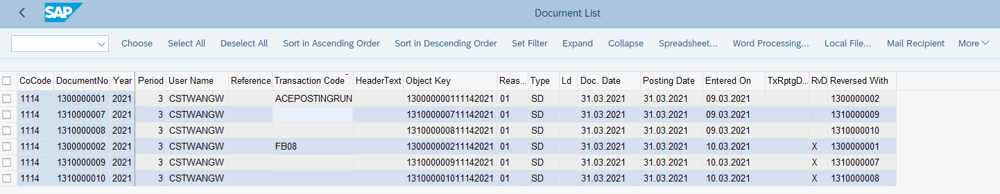 SAP Document List
Choose Select All Deselect All Sort in Ascending Order Sort in Descending Order Set Filter Expand Collapse Spreadsheet... Word Processing... Local File... Mail Recipient More
CoCode DocumentNo Year Period User Name Reference Transaction Code HeaderText Object Key Reas... Type Ld Doc. Date Posting Date Entered On TxRptgD... RvD Reversed With
1114 1300000001 2021 3 CSTWANGW ACEPOSTINGRUN 130000000111142021 01 SD 31.03.2021 31.03.2021 09.03.2021 1300000002
1114 1310000007 2021 3 CSTWANGW 131000000711142021 01 SD 31.03.2021 31.03.2021 09.03.2021 1310000009
1114 1310000008 2021 3 CSTWANGW 131000000811142021 01 SD 31.03.2021 31.03.2021 09.03.2021 1310000010
1114 1300000002 2021 3 CSTWANGW FB08 130000000211142021 01 SD 31.03.2021 31.03.2021 10.03.2021 X 1300000001
1114 1310000009 2021 3 CSTWANGW 131000000911142021 01 SD 31.03.2021 31.03.2021 10.03.2021 X 1310000007
1114 1310000010 2021 3 CSTWANGW 131000001011142021 01 SD 31.03.2021 31.03.2021 10.03.2021 X 1310000008